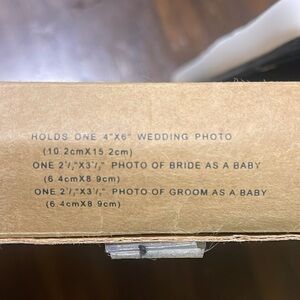 HOLDS ONE 4"X6" WEDDING PHOTO
(10.2cmX15.2cm)
ONE 2¹/₂"X3¹/₂" PHOTO OF BRIDE AS A BABY
(6.4cmX8.9cm)
ONE 2¹/₂"X3¹/₂" PHOTO OF GROOM AS A BABY
(6.4cmX8.9cm)